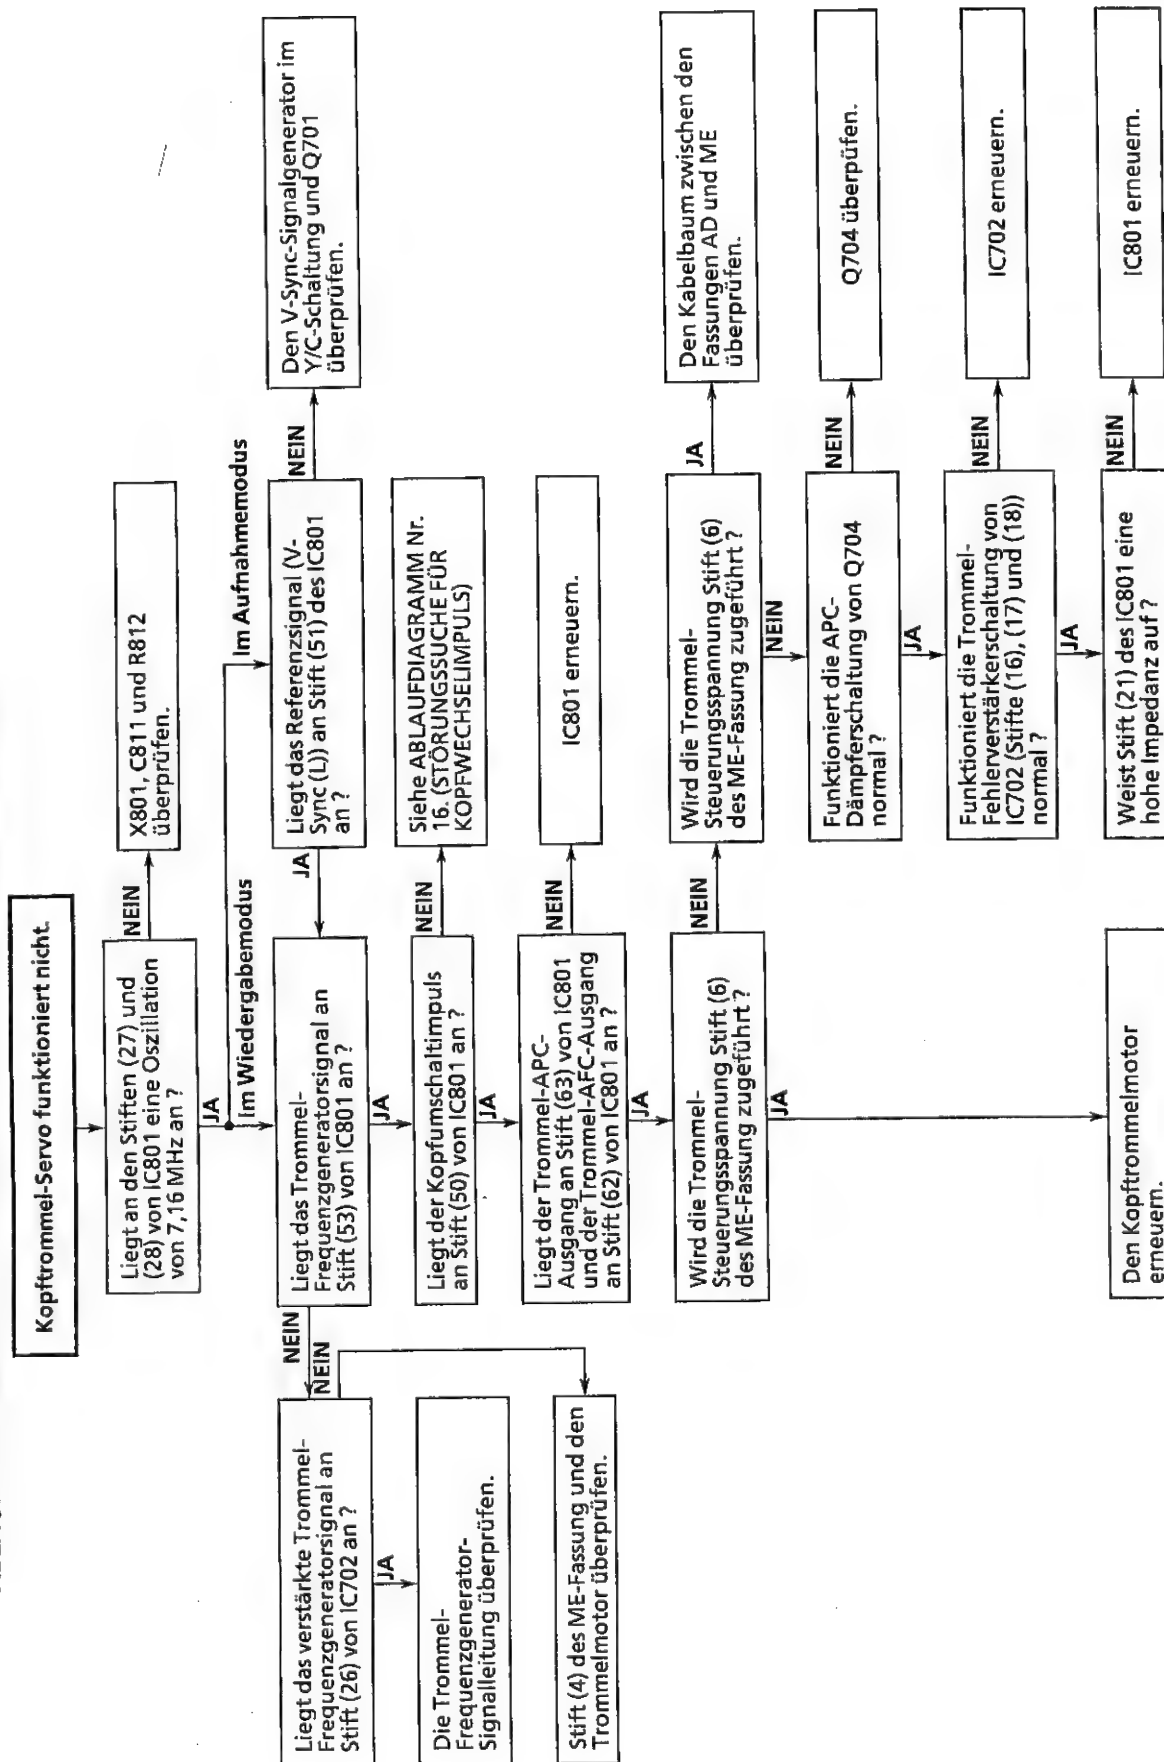 Kopftrommel-Servo funktioniert nicht.
Liegt an den Stiften (27) und
(28) von IC801 eine Oszillation
von 7,16 MHz an ?
NEIN
X801, C811 und R812
überprüfen.
JA
Im Wiedergabemodus
Im Aufnahmemodus
Liegt das Referenzsignal (V-
Sync (L)) an Stift (51) des IC801
an ?
NEIN
Den V-Sync-Signalgenerator im
Y/C-Schaltung und Q701
überprüfen.
JA
Liegt das Trommel-
Frequenzgeneratorsignal an
Stift (53) von IC801 an ?
NEIN
Liegt das verstärkte Trommel-
Frequenzgeneratorsignal an
Stift (26) von IC702 an ?
NEIN
JA
Die Trommel-
Frequenzgenerator-
Signalleitung überprüfen.
Stift (4) des ME-Fassung und den
Trommelmotor überprüfen.
JA
Liegt der Kopfumschaltimpuls
an Stift (50) von IC801 an ?
NEIN
Siehe ABLAUFDIAGRAMM Nr.
16. (STÖRUNGSSUCHE FÜR
KOPFWECHSELIMPULS)
JA
Liegt der Trommel-APC-
Ausgang an Stift (63) von IC801
und der Trommel-AFC-Ausgang
an Stift (62) von IC801 an ?
NEIN
IC801 erneuern.
JA
Wird die Trommel-
Steuerungsspannung Stift (6)
des ME-Fassung zugeführt ?
NEIN
Wird die Trommel-
Steuerungsspannung Stift (6)
des ME-Fassung zugeführt ?
JA
Den Kabelbaum zwischen den
Fassungen AD und ME
überprüfen.
NEIN
Funktioniert die APC-
Dämpferschaltung von Q704
normal ?
NEIN
Q704 überpüfen.
JA
Funktioniert die Trommel-
Fehlerverstärkerschaltung von
IC702 (Stifte (16), (17) und (18))
normal ?
NEIN
IC702 erneuern.
JA
Weist Stift (21) des IC801 eine
hohe Impedanz auf ?
NEIN
IC801 erneuern.
JA
Den Kopftrommelmotor
erneuern.